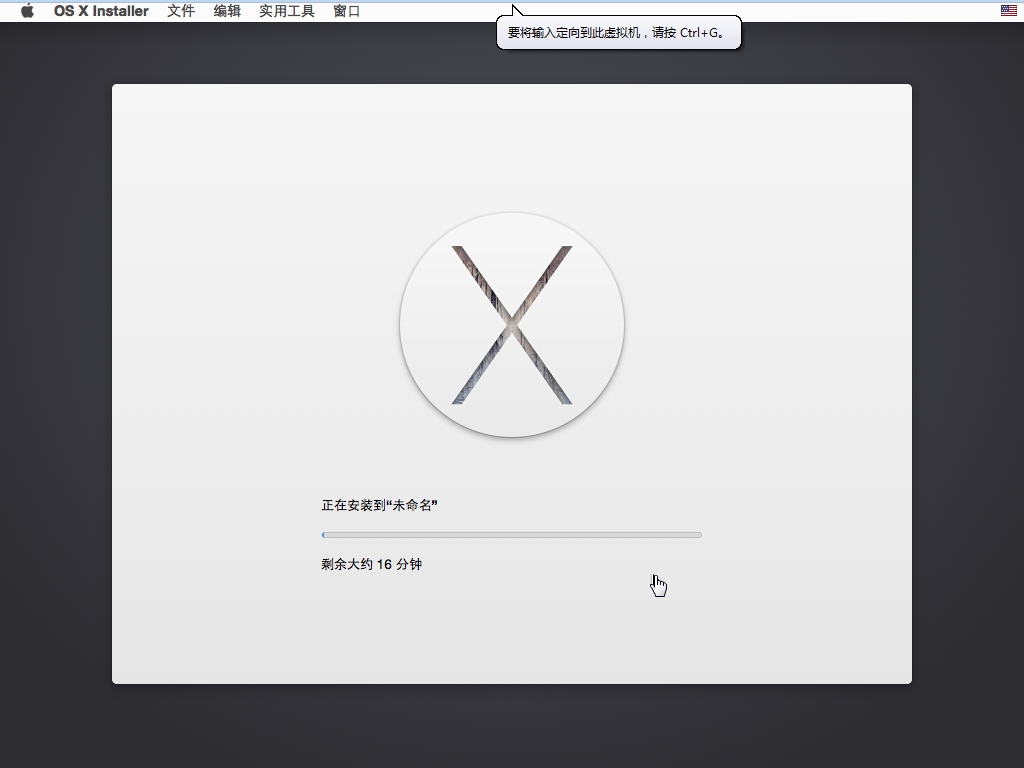 OS X Installer 文件 编辑 实用工具 窗口
要将输入定向到此虚拟机，请按 Ctrl+G。
正在安装到“未命名”
剩余大约 16 分钟